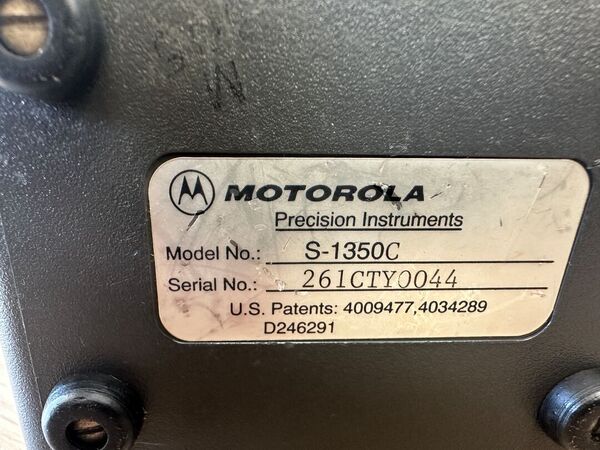 W
MOTOROLA
Precision Instruments
Model No.: S-1350C
Serial No.: 261CTY0044
U.S. Patents: 4009477,4034289
D246291